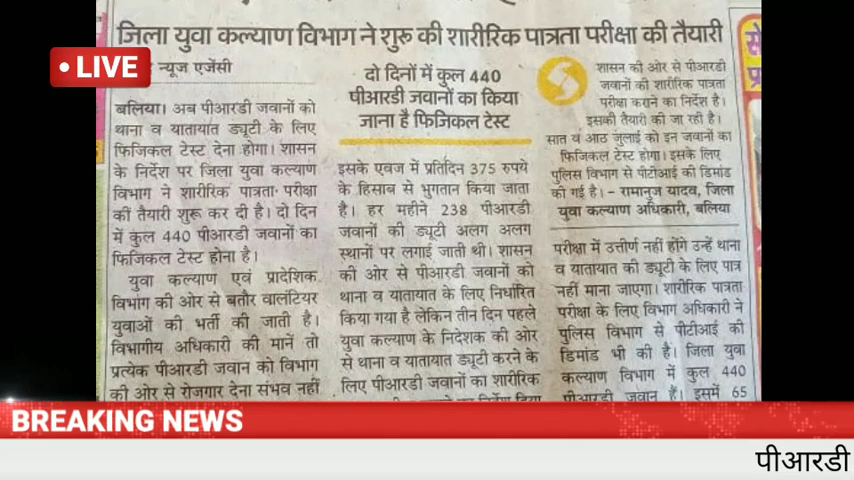 जिला युवा कल्याण विभाग ने शुरू की शारीरिक पात्रता परीक्षा की तैयारी
LIVE
न्यूज एजेंसी
बलिया। अब पीआरडी जवानों को
थाना व यातायात ड्यूटी के लिए
फिजिकल टेस्ट देना होगा। शासन
के निर्देश पर जिला युवा कल्याण
विभाग ने शारीरिक पात्रता परीक्षा
की तैयारी शुरू कर दी है। दो दिन
में कुल 440 पीआरडी जवानों का
फिजिकल टेस्ट होना है।
युवा कल्याण एवं प्रादेशिक
विभाग की ओर से बतौर वालंटियर
युवाओं की भर्ती की जाती है।
विभागीय अधिकारी की मानें तो
प्रत्येक पीआरडी जवान को विभाग
की ओर से रोजगार देना संभव नहीं
दो दिनों में कुल 440
पीआरडी जवानों का किया
जाना है फिजिकल टेस्ट
इसके एवज में प्रतिदिन 375 रुपये
के हिसाब से भुगतान किया जाता
है। हर महीने 238 पीआरडी
जवानों की ड्यूटी अलग अलग
स्थानों पर लगाई जाती थी। शासन
की ओर से पीआरडी जवानों को
थाना व यातायात के लिए निर्धारित
किया गया है लेकिन तीन दिन पहले
युवा कल्याण के निदेशक की ओर
से थाना व यातायात ड्यूटी करने के
लिए पीआरडी जवानों का शारीरिक
शासन की ओर से पीआरडी
जवानों की शारीरिक पात्रता
परीक्षा कराने का निर्देश है।
इसकी तैयारी की जा रही है।
सात व आठ जुलाई को इन जवानों का
फिजिकल टेस्ट होगा। इसके लिए
पुलिस विभाग से पीटीआई की डिमांड
की गई है। - रामानुज यादव, जिला
युवा कल्याण अधिकारी, बलिया
परीक्षा में उत्तीर्ण नहीं होंगे उन्हें थाना
व यातायात की ड्यूटी के लिए पात्र
नहीं माना जाएगा। शारीरिक पात्रता
परीक्षा के लिए विभाग अधिकारी ने
पुलिस विभाग से पीटीआई की
डिमांड भी की है। जिला युवा
कल्याण विभाग में कुल 440
पीआरडी जवान हैं। इसमें 65
BREAKING NEWS
पीआरडी